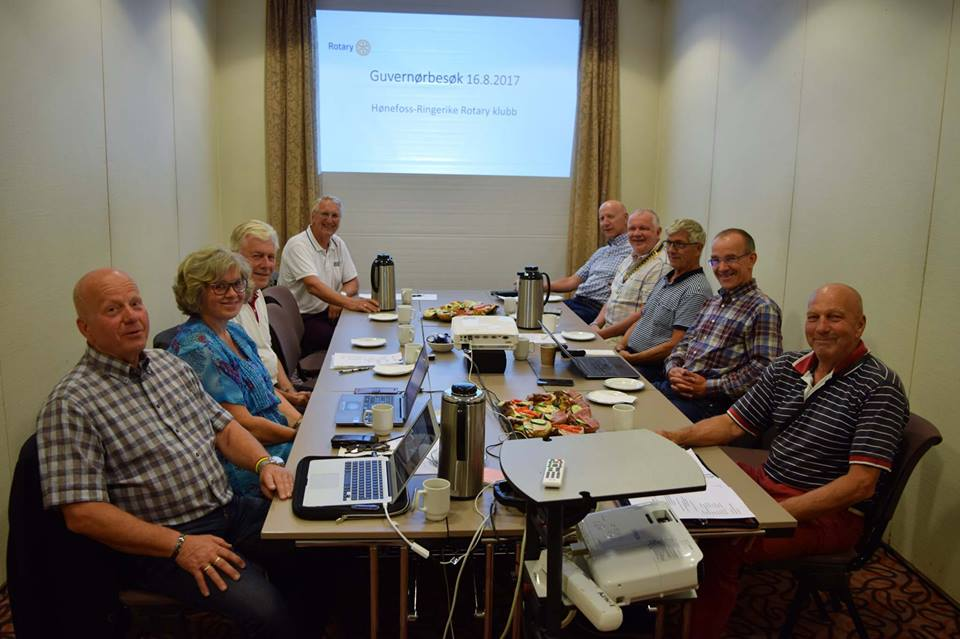 Rotary
Guvernørbesøk 16.8.2017
Hønefoss-Ringerike Rotary klubb